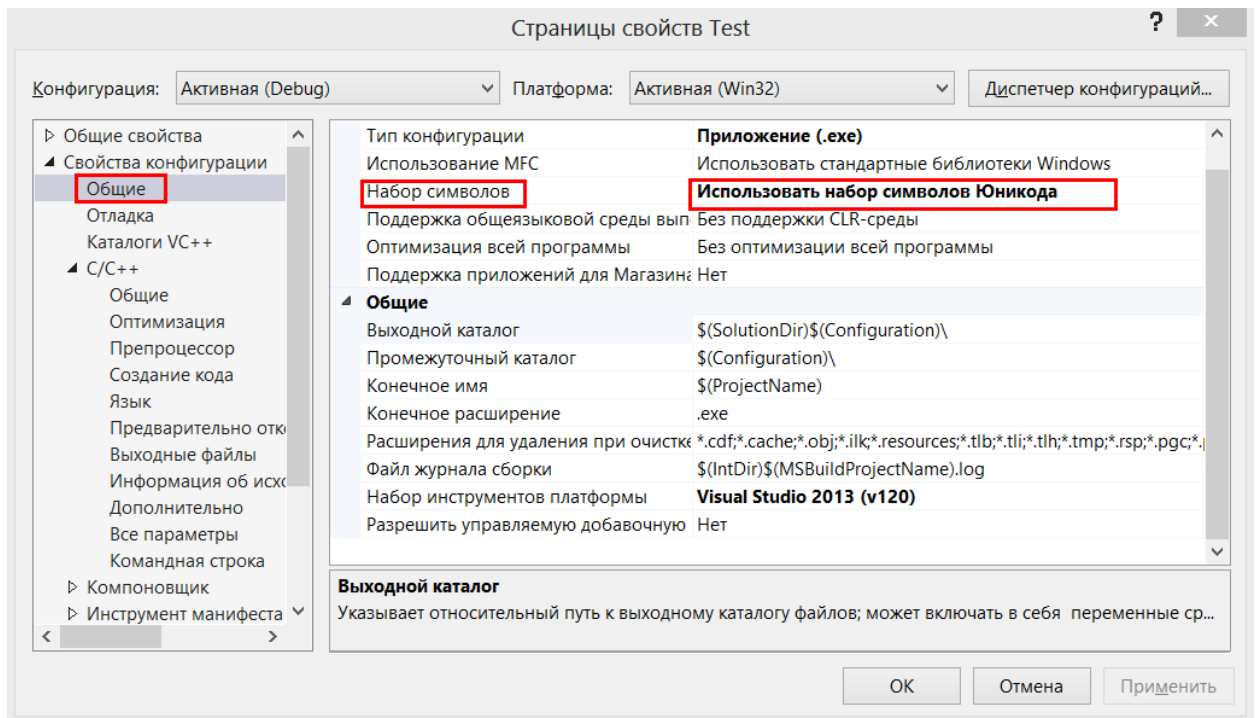 Страницы свойств Test
?
×
Конфигурация: Активная (Debug) Платформа: Активная (Win32) Диспетчер конфигураций...
Общие свойства
Свойства конфигурации
Общие
Отладка
Каталоги VC++
C/C++
Общие
Оптимизация
Препроцессор
Создание кода
Язык
Предварительно отк
Выходные файлы
Информация об исхо
Дополнительно
Все параметры
Командная строка
Компоновщик
Инструмент манифеста
Тип конфигурации Приложение (.exe)
Использование MFC Использовать стандартные библиотеки Windows
Набор символов Использовать набор символов Юникода
Поддержка общеязыковой среды вып Без поддержки CLR-среды
Оптимизация всей программы Без оптимизации всей программы
Поддержка приложений для Магазина Нет
Общие
Выходной каталог $(SolutionDir)$(Configuration)\
Промежуточный каталог $(Configuration)\
Конечное имя $(ProjectName)
Конечное расширение .exe
Расширения для удаления при очистке *.cdf;*.cache;*.obj;*.ilk;*.resources;*.tlb;*.tli;*.tlh;*.tmp;*.rsp;*.pgc;*.
Файл журнала сборки $(IntDir)$(MSBuildProjectName).log
Набор инструментов платформы Visual Studio 2013 (v120)
Разрешить управляемую добавочную Нет
Выходной каталог
Указывает относительный путь к выходному каталогу файлов; может включать в себя переменные ср...
ОК Отмена Применить